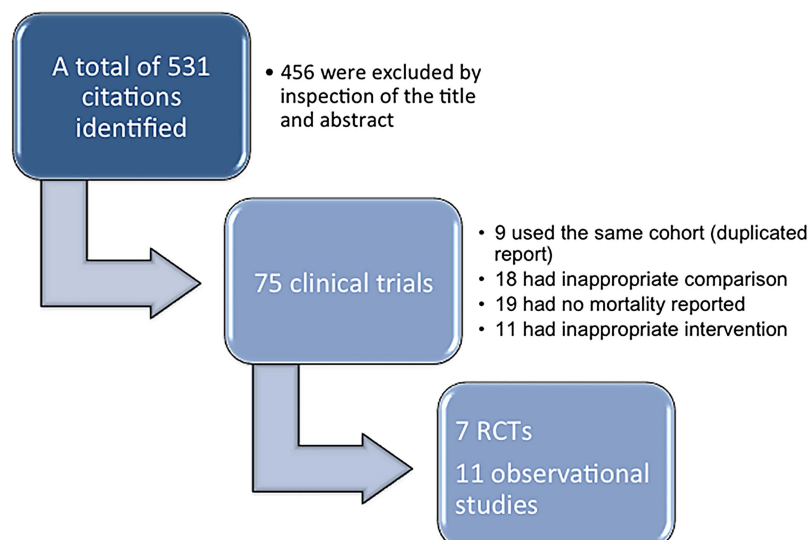 A total of 531
citations
identified
• 456 were excluded by
inspection of the title
and abstract
75 clinical trials
• 9 used the same cohort (duplicated
report)
• 18 had inappropriate comparison
• 19 had no mortality reported
• 11 had inappropriate intervention
7 RCTs
11 observational
studies